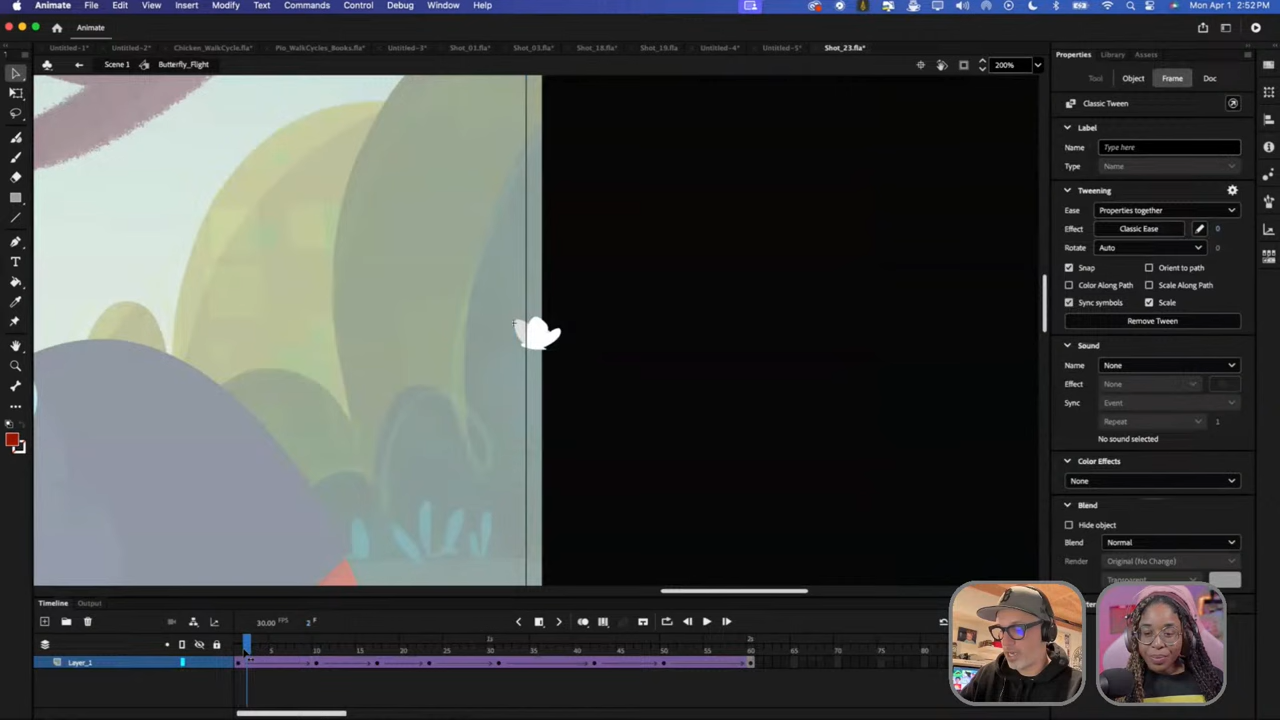 Animate File Edit View Insert Modify Text Commands Control Debug Window Help Mon Apr 1 2:52 PM
Animate
Untitled-1* Untitled-2* Chicken_WalkCycle.fla* Pio_WalkCycles_Books.fla* Untitled-3* Shot_01.fla* Shot_03.fla* Shot_18.fla* Shot_19.fla Untitled-4* Untitled-5* Shot_23.fla*
Scene 1 Butterfly_Flight 200%
Properties Library Assets
Tool Object Frame Doc
Classic Tween
Label
Name Type here
Type Name
Tweening
Ease Properties together
Effect Classic Ease 0
Rotate Auto 0
Snap Orient to path
Color Along Path Scale Along Path
Sync symbols Scale
Remove Tween
Sound
Name None
Effect None
Sync Event
Repeat 1
No sound selected
Color Effects
None
Blend
Hide object
Blend Normal
Render Original (No Change)
Transparent
Timeline Output
30.00 FPS 2 F
1s 2s
5 10 15 20 25 30 35 40 45 50 55 60 65 70 75 80
Layer_1